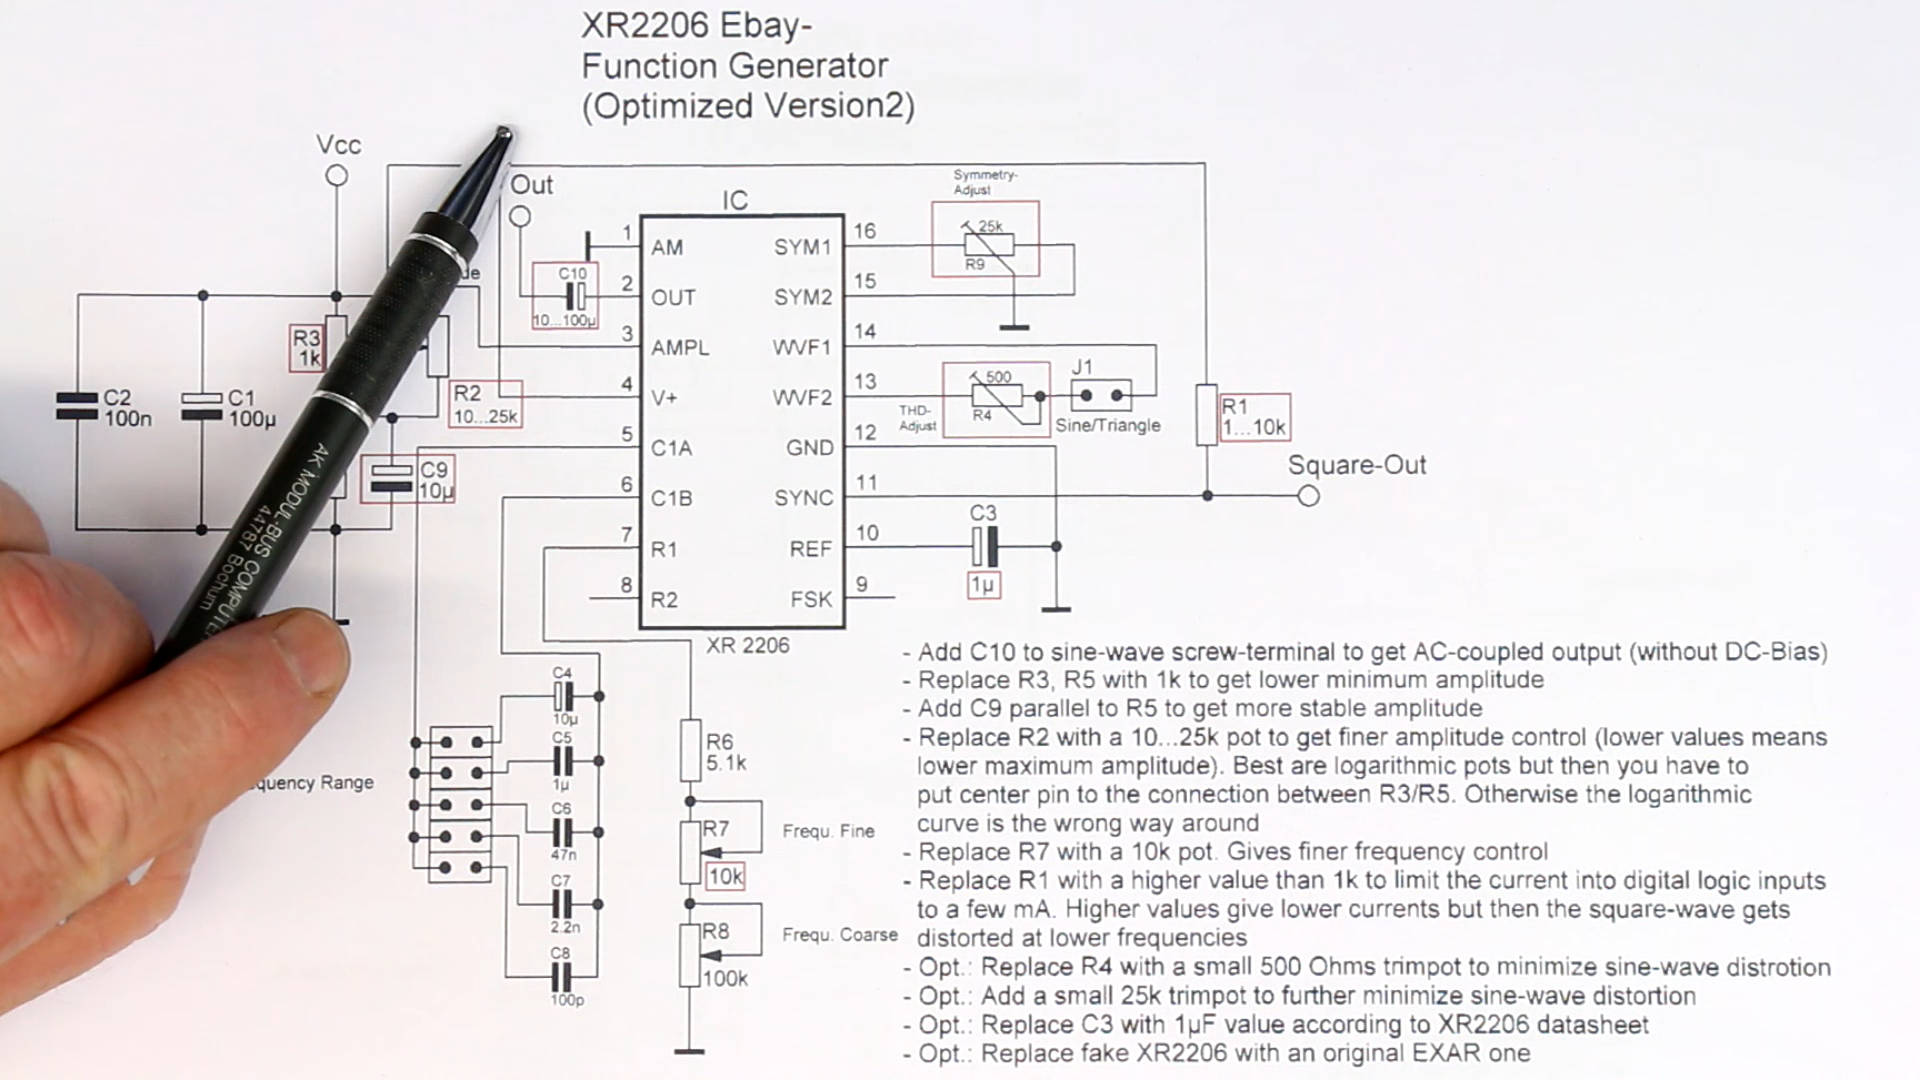 XR2206 Ebay-
Function Generator
(Optimized Version2)
Vcc
Out
IC
Symmetry-
Adjust
25k
R9
C10
10...100µ
1
AM
2
OUT
3
AMPL
4
V+
5
C1A
6
C1B
7
R1
8
R2
SYM1
16
SYM2
15
WVF1
14
WVF2
13
GND
12
SYNC
11
REF
10
FSK
9
XR 2206
R3
1k
C2
100n
C1
100µ
R2
10...25k
C9
10µ
500
R4
THD-
Adjust
J1
Sine/Triangle
R1
1...10k
Square-Out
C3
1µ
AK MODUL-BUS COMPUTER
44787 Bochum
C4
10µ
C5
1µ
C6
47n
C7
2.2n
C8
100p
Range
R6
5.1k
R7
10k
Frequ. Fine
R8
100k
Frequ. Coarse
- Add C10 to sine-wave screw-terminal to get AC-coupled output (without DC-Bias)
- Replace R3, R5 with 1k to get lower minimum amplitude
- Add C9 parallel to R5 to get more stable amplitude
- Replace R2 with a 10...25k pot to get finer amplitude control (lower values means
lower maximum amplitude). Best are logarithmic pots but then you have to
put center pin to the connection between R3/R5. Otherwise the logarithmic
curve is the wrong way around
- Replace R7 with a 10k pot. Gives finer frequency control
- Replace R1 with a higher value than 1k to limit the current into digital logic inputs
to a few mA. Higher values give lower currents but then the square-wave gets
distorted at lower frequencies
- Opt.: Replace R4 with a small 500 Ohms trimpot to minimize sine-wave distrotion
- Opt.: Add a small 25k trimpot to further minimize sine-wave distortion
- Opt.: Replace C3 with 1µF value according to XR2206 datasheet
- Opt.: Replace fake XR2206 with an original EXAR one